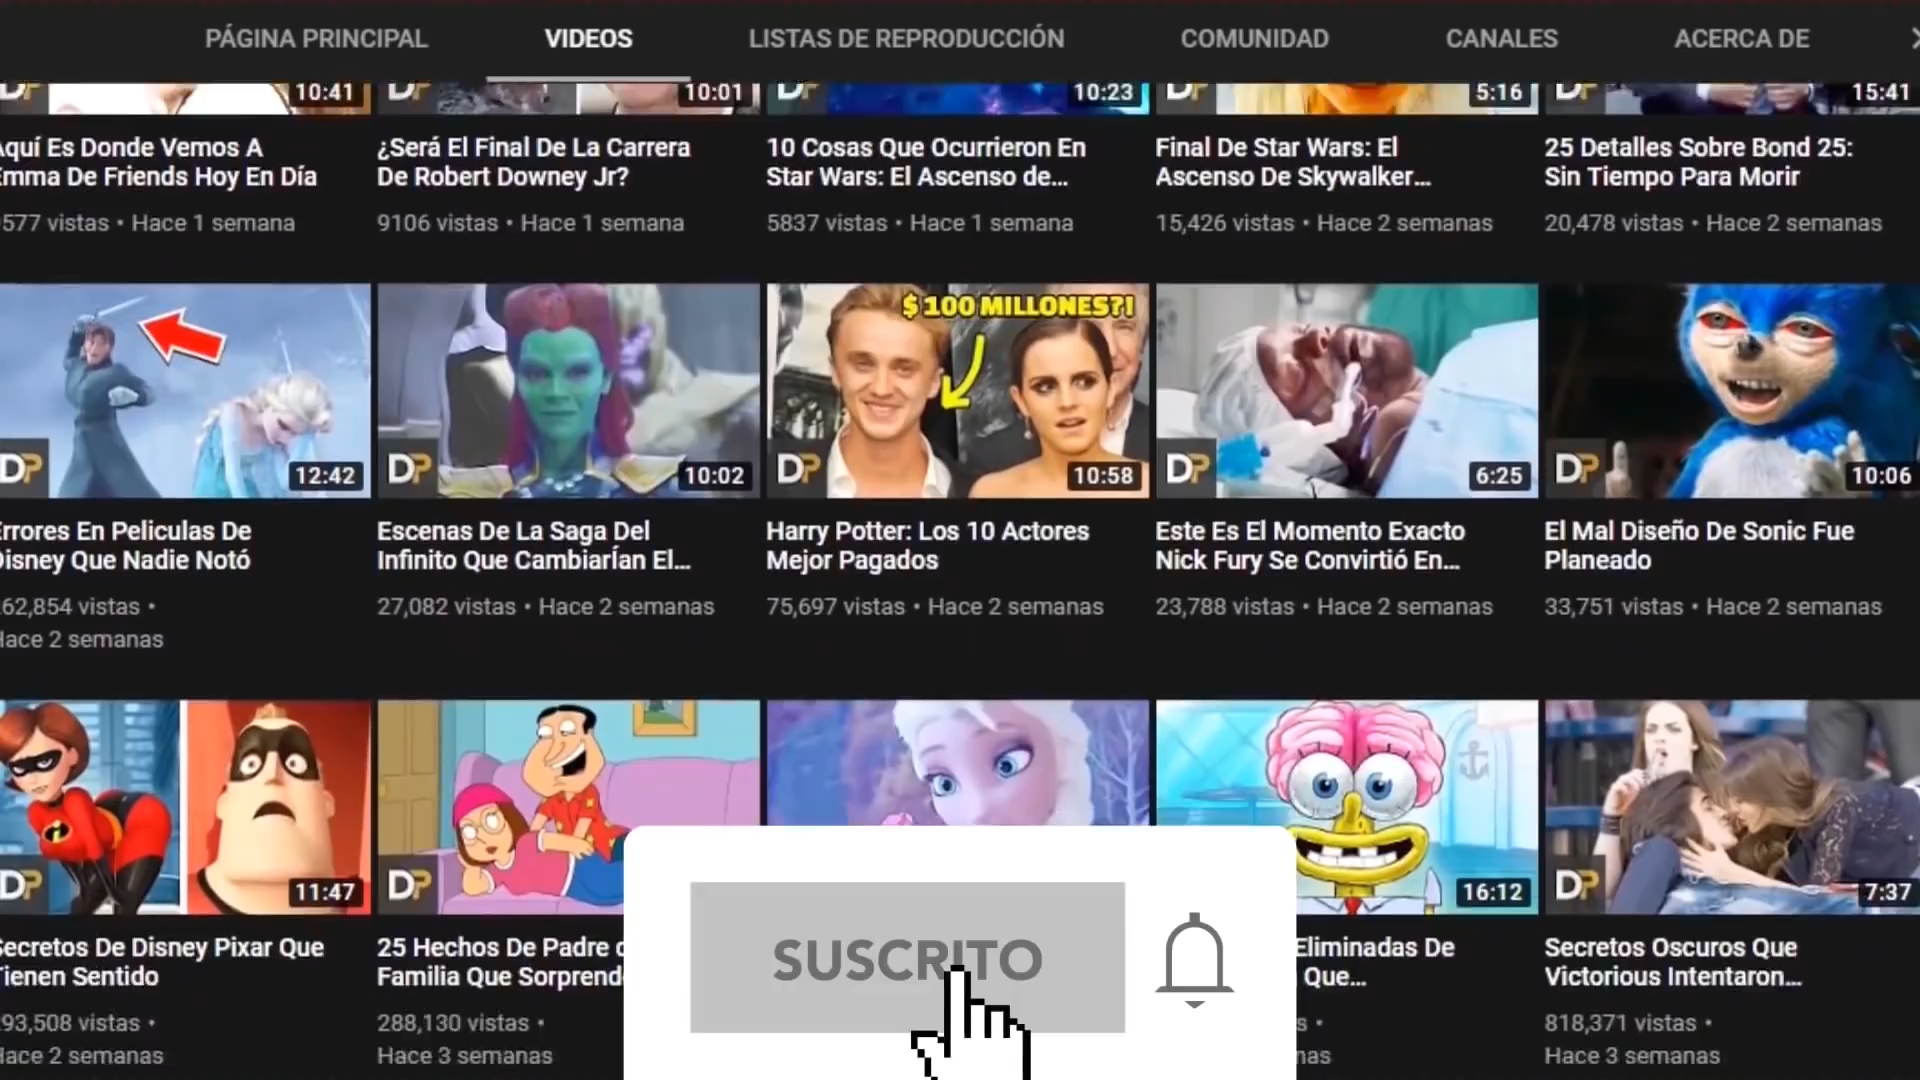 PÁGINA PRINCIPAL VIDEOS LISTAS DE REPRODUCCIÓN COMUNIDAD CANALES ACERCA DE
10:41 10:01 10:23 5:16 15:41
Aquí Es Donde Vemos A
Emma De Friends Hoy En Día
577 vistas • Hace 1 semana
¿Será El Final De La Carrera
De Robert Downey Jr?
9106 vistas • Hace 1 semana
10 Cosas Que Ocurrieron En
Star Wars: El Ascenso de...
5837 vistas • Hace 1 semana
Final De Star Wars: El
Ascenso De Skywalker...
15,426 vistas • Hace 2 semanas
25 Detalles Sobre Bond 25:
Sin Tiempo Para Morir
20,478 vistas • Hace 2 semanas
DP 12:42
Errores En Peliculas De
Disney Que Nadie Notó
62,854 vistas •
Hace 2 semanas
DP 10:02
Escenas De La Saga Del
Infinito Que Cambiarían El...
27,082 vistas • Hace 2 semanas
$ 100 MILLONES?!
DP 10:58
Harry Potter: Los 10 Actores
Mejor Pagados
75,697 vistas • Hace 2 semanas
DP 6:25
Este Es El Momento Exacto
Nick Fury Se Convirtió En...
23,788 vistas • Hace 2 semanas
DP 10:06
El Mal Diseño De Sonic Fue
Planeado
33,751 vistas • Hace 2 semanas
DP 11:47
Secretos De Disney Pixar Que
Tienen Sentido
93,508 vistas •
Hace 2 semanas
DP
25 Hechos De Padre
Familia Que
288,130 vistas •
Hace 3 semanas
16:12
Eliminadas De
Que...
DP 7:37
Secretos Oscuros Que
Victorious Intentaron...
818,371 vistas •
Hace 3 semanas
SUSCRITO